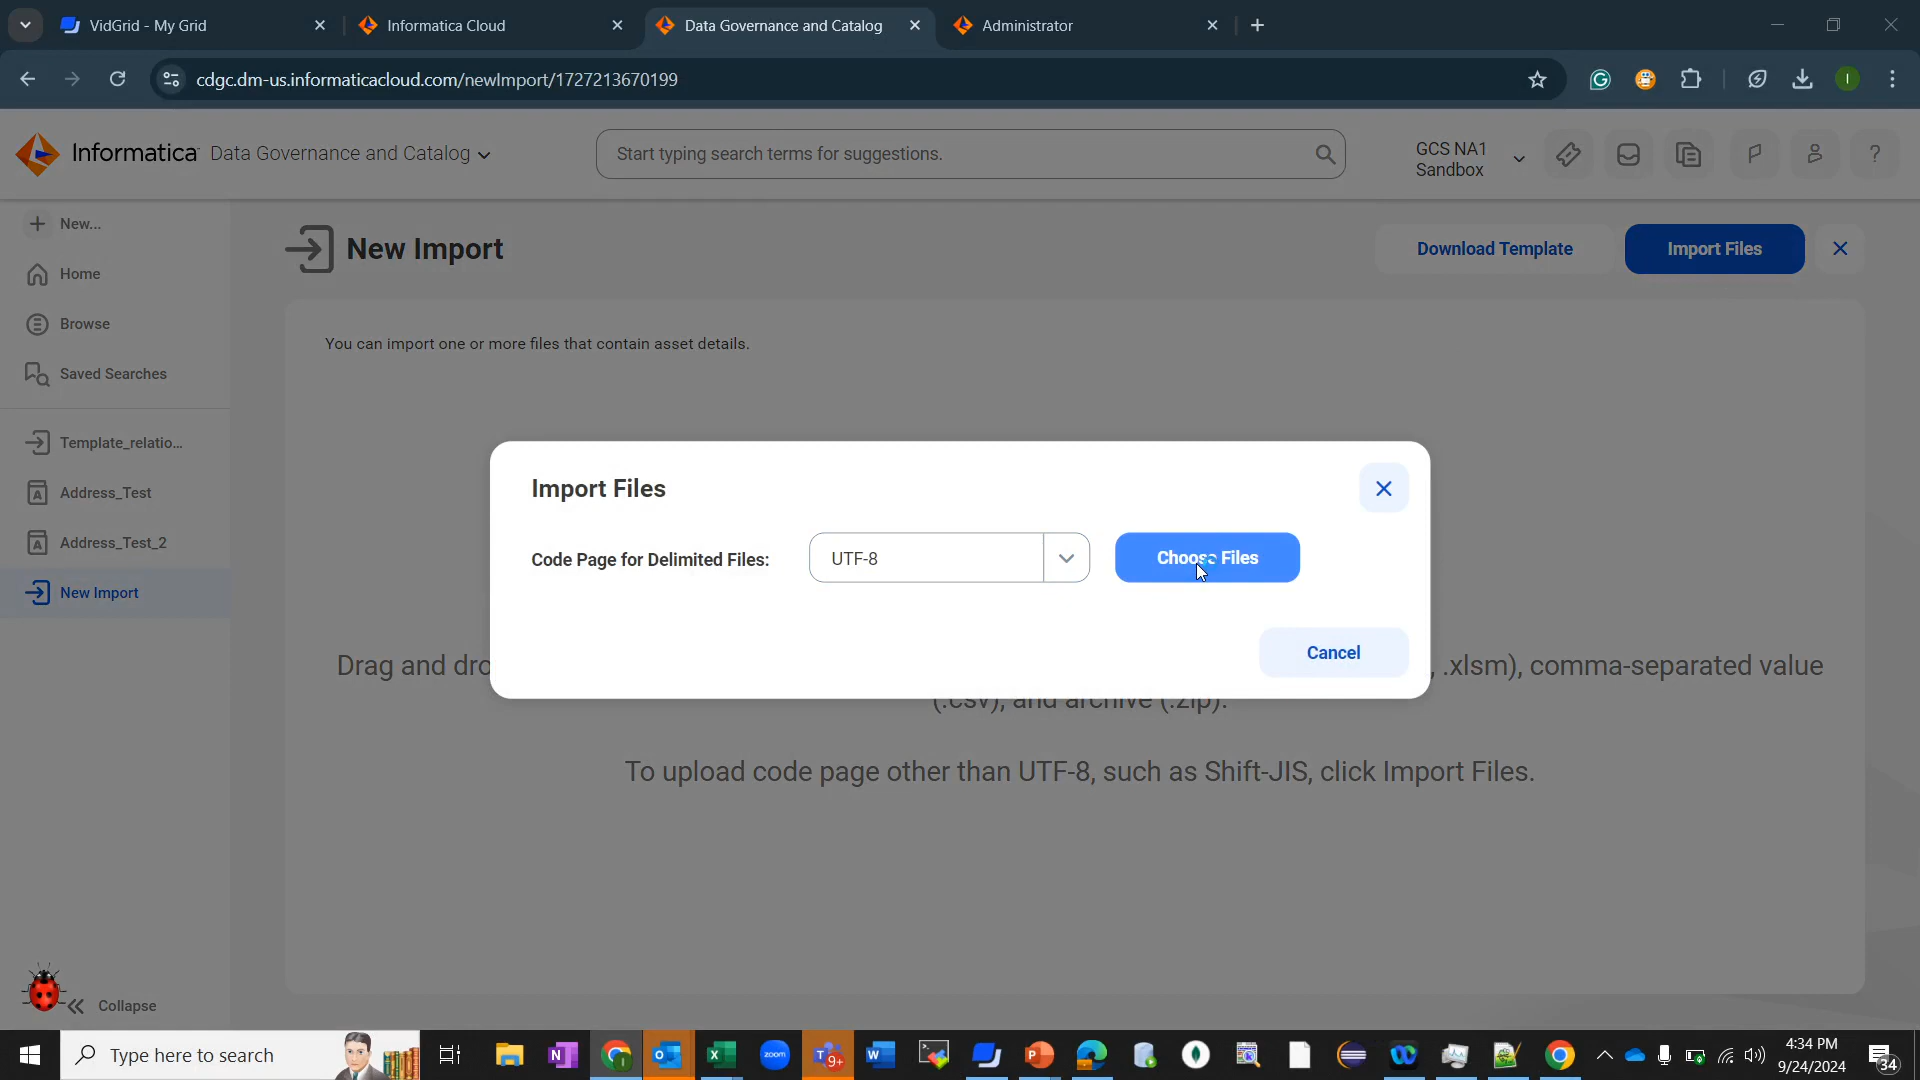 VidGrid - My Grid
Informatica Cloud
Data Governance and Catalog
Administrator
cdgc.dm-us.informaticacloud.com/newImport/1727213670199
I
Informatica Data Governance and Catalog
Start typing search terms for suggestions.
GCS NA1
Sandbox
?
New...
Home
Browse
Saved Searches
Template_relatio...
Address_Test
Address_Test_2
New Import
Collapse
New Import
Download Template
Import Files
You can import one or more files that contain asset details.
Import Files
Code Page for Delimited Files:
UTF-8
Choose Files
Cancel
Drag and dro
, .xlsm), comma-separated value
(.csv), and archive (.zip).
To upload code page other than UTF-8, such as Shift-JIS, click Import Files.
Type here to search
zoom
9+
4:34 PM
9/24/2024
34